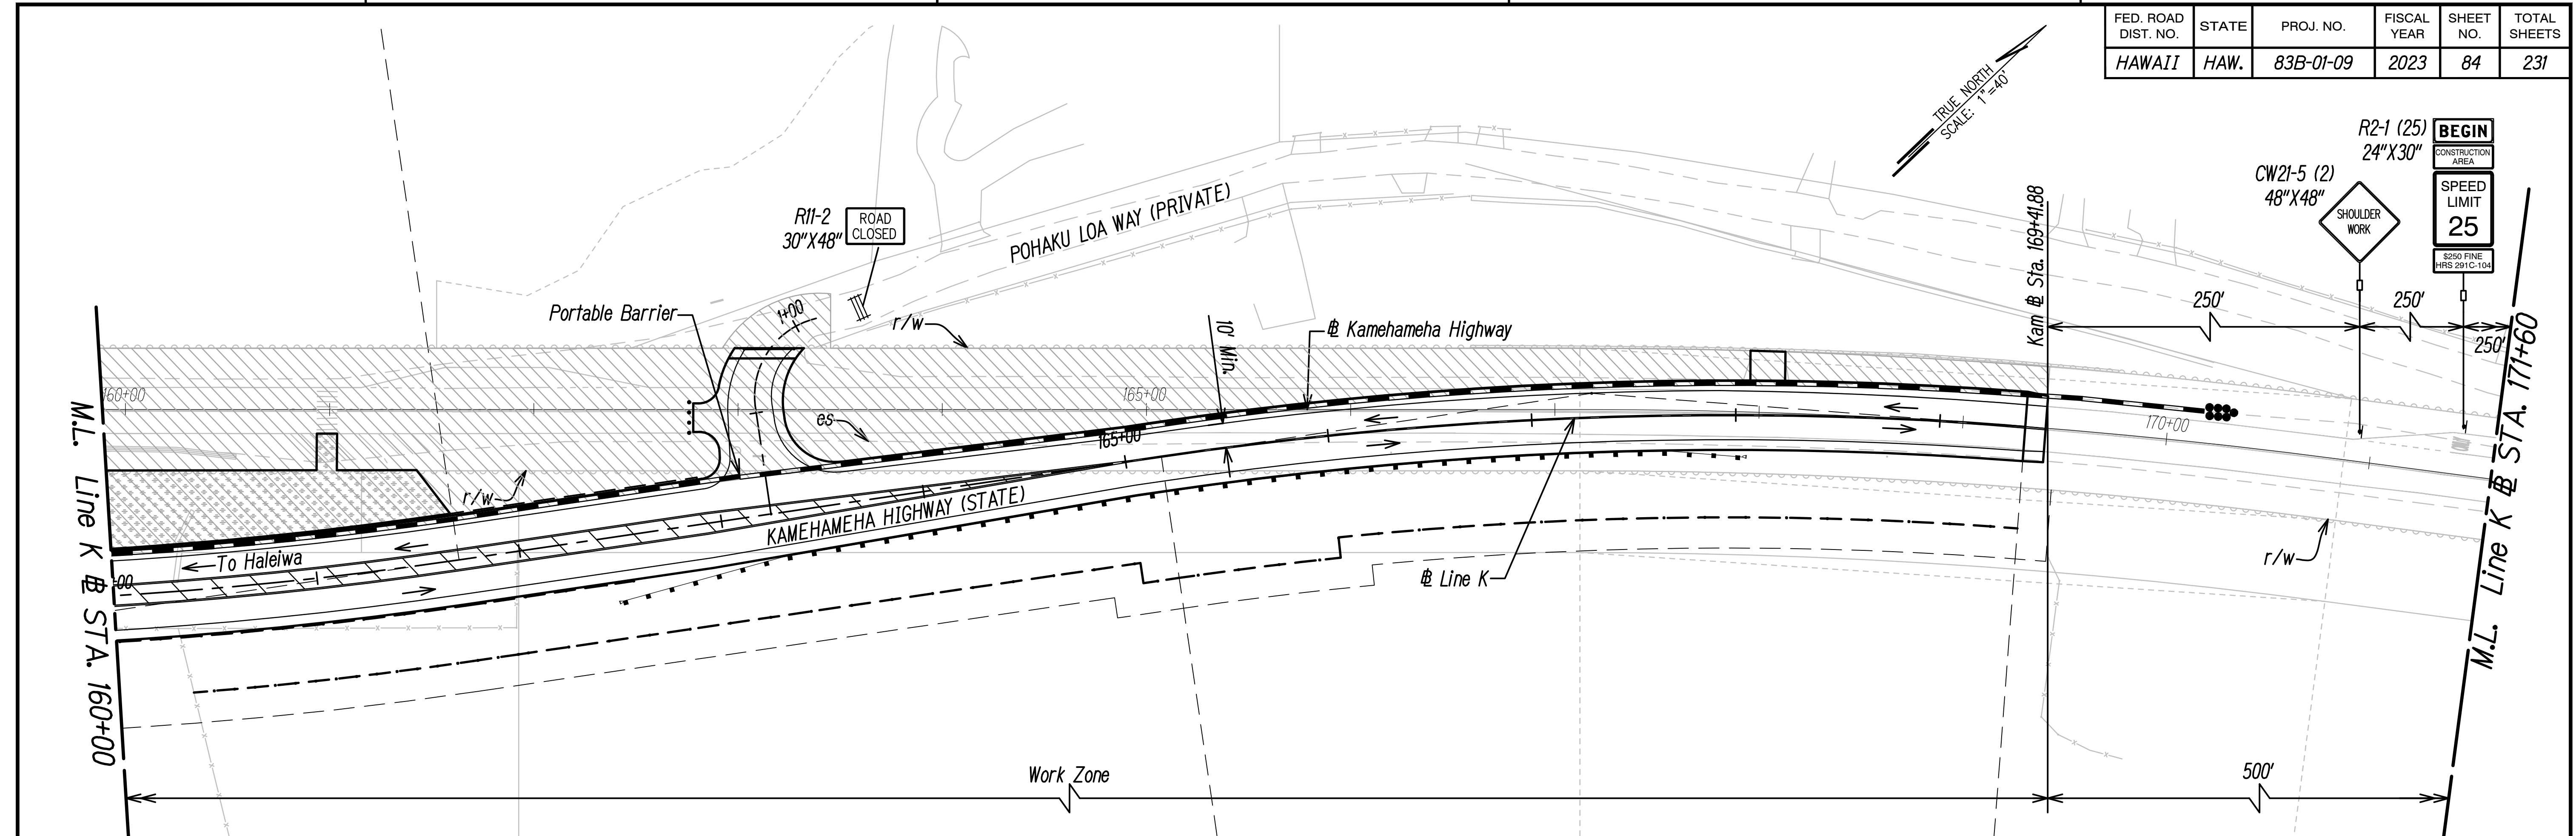 FED. ROAD DIST. NO. STATE PROJ. NO. FISCAL YEAR SHEET NO. TOTAL SHEETS
HAWAII HAW. 83B-01-09 2023 84 231
TRUE NORTH
SCALE: 1"=40'
R2-1 (25)
24"X30"
BEGIN
CONSTRUCTION
AREA
SPEED
LIMIT
25
$250 FINE
HRS 291C-104
CW21-5 (2)
48"X48"
SHOULDER
WORK
R11-2
30"X48"
ROAD
CLOSED
POHAKU LOA WAY (PRIVATE)
Kam ⅊ Sta. 169+41.88
250'
250'
250'
Portable Barrier
1+00
r/w
10' Min.
⅊ Kamehameha Highway
160+00
165+00
170+00
es
165+00
r/w
KAMEHAMEHA HIGHWAY (STATE)
To Haleiwa
+00
⅊ Line K
r/w
M.L. Line K ⅊ STA. 160+00
M.L. Line K ⅊ STA. 171+60
Work Zone
500'